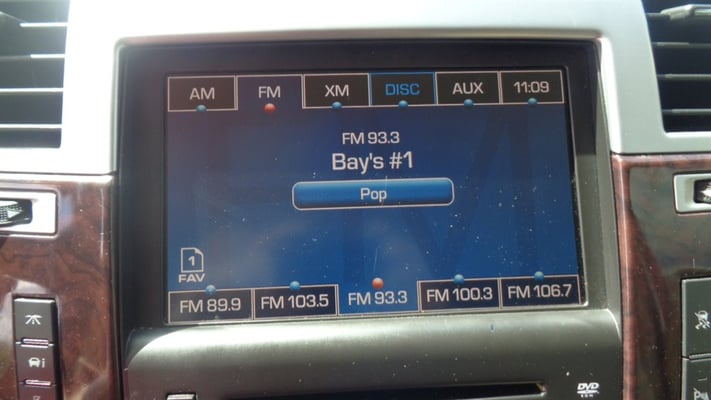 AM FM XM DISC AUX 11:09
FM 93.3
Bay's #1
Pop
1
FAV
FM 89.9 FM 103.5 FM 93.3 FM 100.3 FM 106.7
i
DVD
ROM